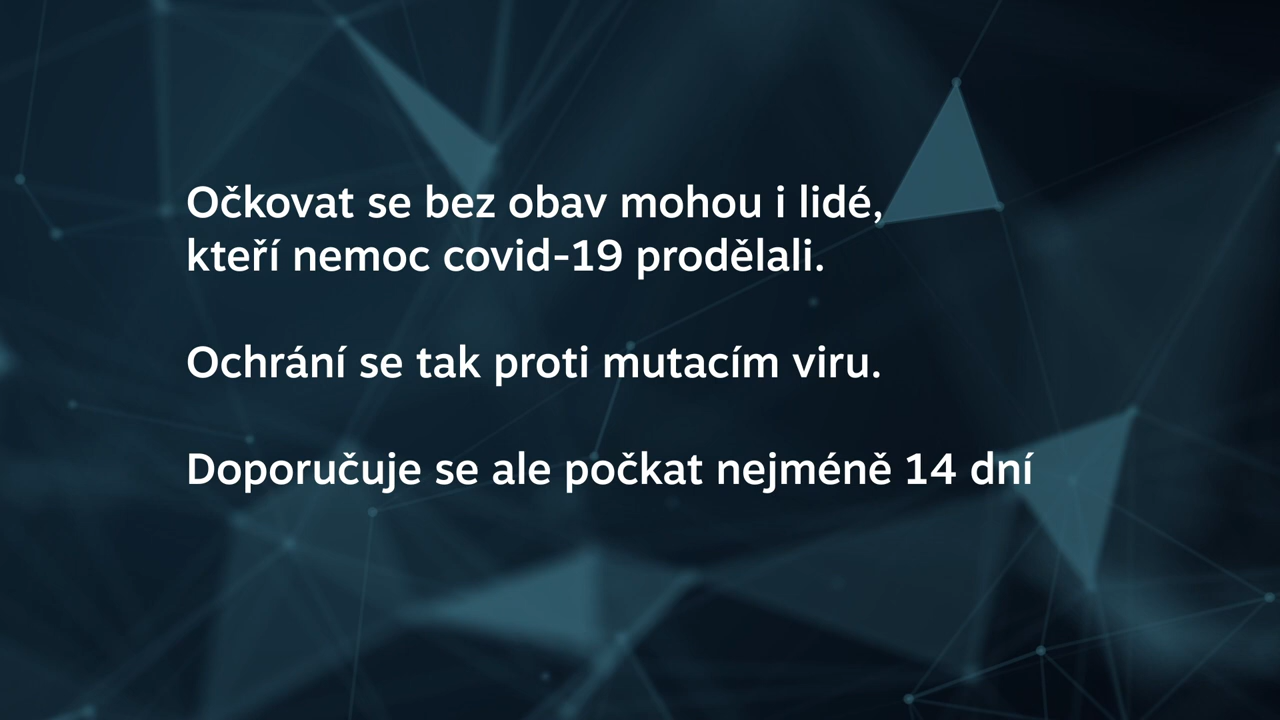 Očkovat se bez obav mohou i lidé,
kteří nemoc covid-19 prodělali.
Ochrání se tak proti mutacím viru.
Doporučuje se ale počkat nejméně 14 dní